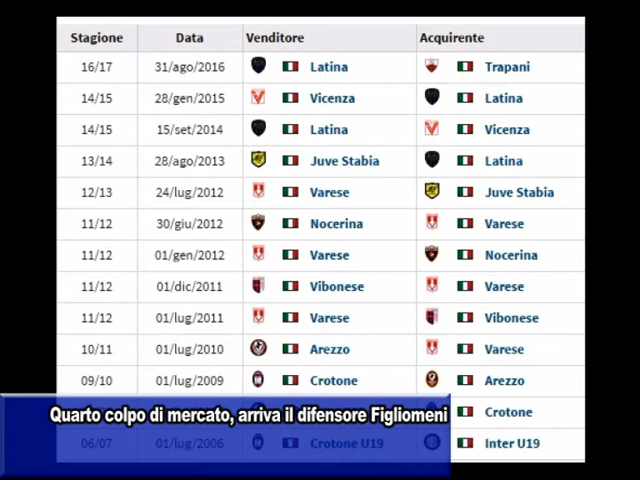 Stagione Data Venditore Acquirente
16/17 31/ago/2016 Latina Trapani
14/15 28/gen/2015 Vicenza Latina
14/15 15/set/2014 Latina Vicenza
13/14 28/ago/2013 Juve Stabia Latina
12/13 24/lug/2012 Varese Juve Stabia
11/12 30/giu/2012 Nocerina Varese
11/12 01/gen/2012 Varese Nocerina
11/12 01/dic/2011 Vibonese Varese
11/12 01/lug/2011 Varese Vibonese
10/11 01/lug/2010 Arezzo Varese
09/10 01/lug/2009 Crotone Arezzo
Crotone
Quarto colpo di mercato, arriva il difensore Figliomeni
06/07 01/lug/2006 Crotone U19 Inter U19